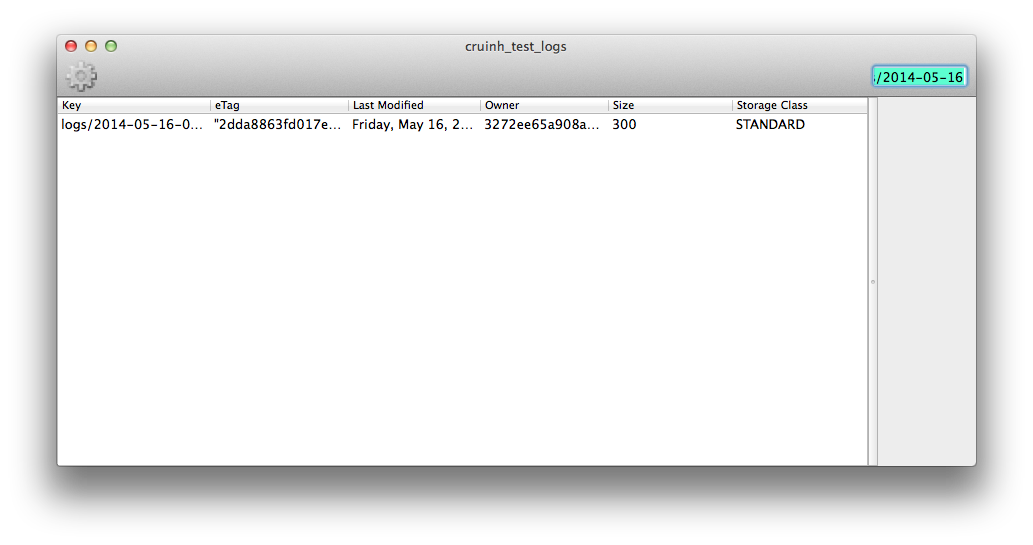 cruinh_test_logs
/2014-05-16
Key eTag Last Modified Owner Size Storage Class
logs/2014-05-16-0... "2dda8863fd017e... Friday, May 16, 2... 3272ee65a908a... 300 STANDARD